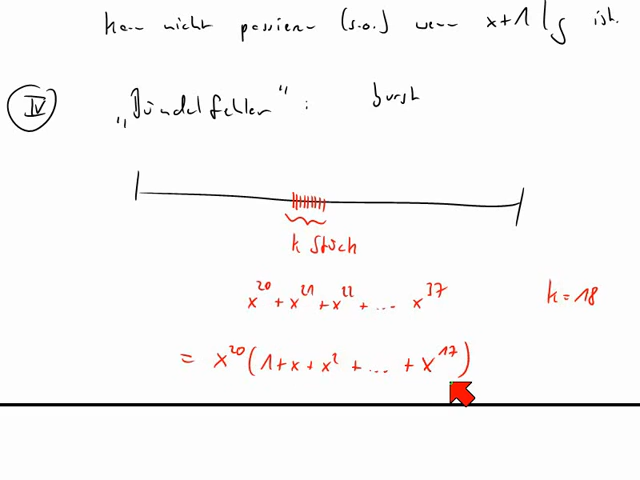 kann nicht passieren (s.o.) wenn x+1 | g ist.
IV "Bündelfehler": burst
k Stück
x^20 + x^21 + x^22 + ... x^37 k=18
= x^20 (1+x+x^2 + ... + x^17)